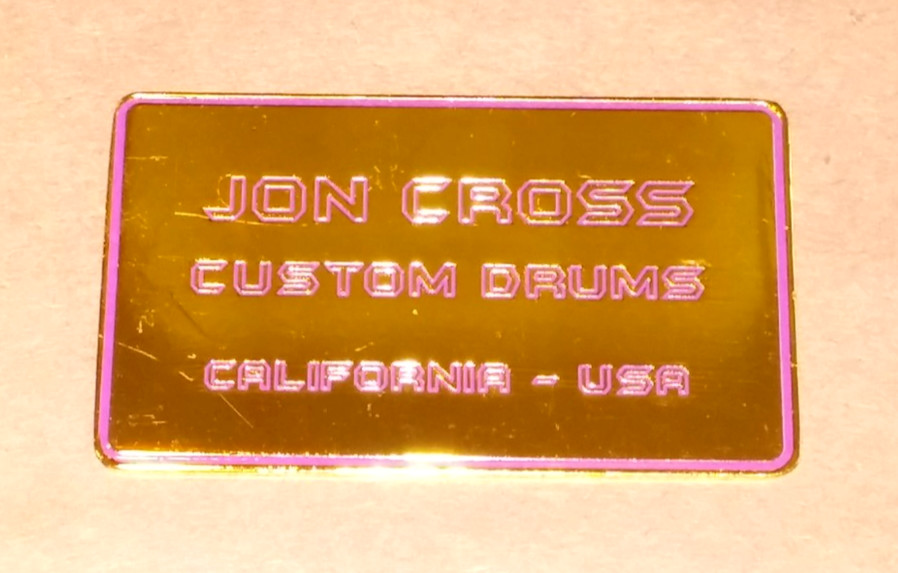 JON CROSS
CUSTOM DRUMS
CALIFORNIA - USA